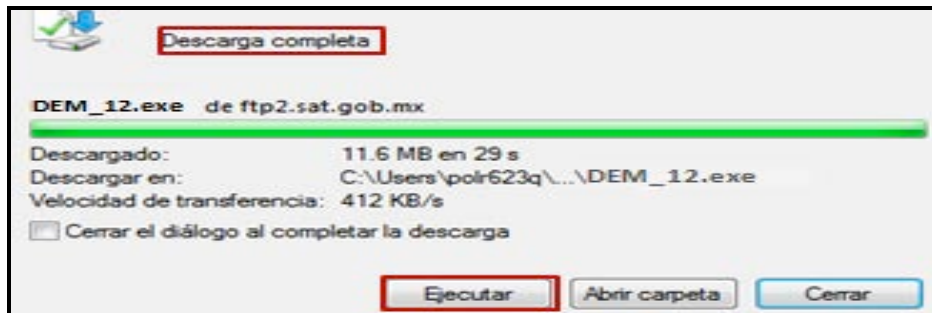 Descarga completa
DEM_12.exe de ftp2.sat.gob.mx
Descargado: 11.6 MB en 29 s
Descargar en: C:\Users\polr623q\...\DEM_12.exe
Velocidad de transferencia: 412 KB/s
Cerrar el diálogo al completar la descarga
Ejecutar Abrir carpeta Cerrar